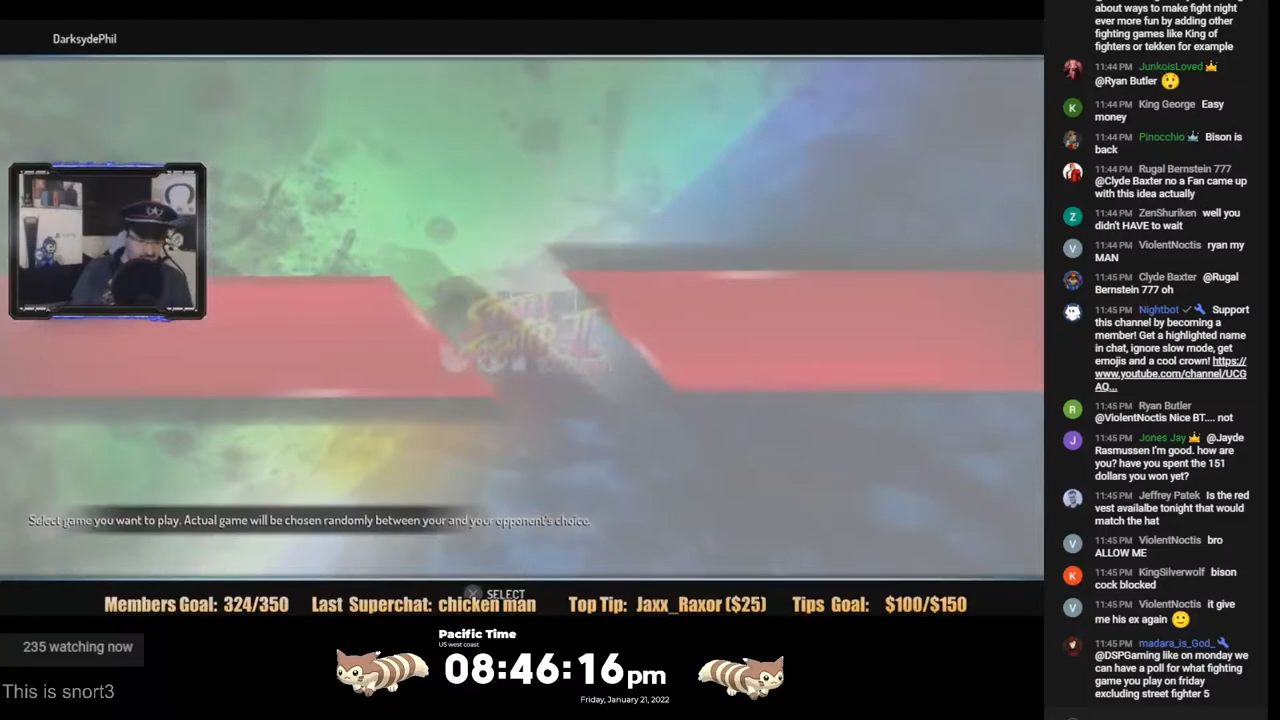 DarksydePhil
Select game you want to play. Actual game will be chosen randomly between your and your opponent's choice.
SELECT
Members Goal: 324/350 Last Superchat: chicken man Top Tip: Jaxx_Raxor ($25) Tips Goal: $100/$150
235 watching now
This is snort3
Pacific Time
US west coast
08:46:16pm
Friday, January 21, 2022
about ways to make fight night
ever more fun by adding other
fighting games like King of
fighters or tekken for example
11:44 PM JunkoisLoved
@Ryan Butler 😲
11:44 PM King George Easy
money
11:44 PM Pinocchio Bison is
back
11:44 PM Rugal Bernstein 777
@Clyde Baxter no a Fan came up
with this idea actually
11:44 PM ZenShuriken well you
didn't HAVE to wait
11:44 PM ViolentNoctis ryan my
MAN
11:45 PM Clyde Baxter @Rugal
Bernstein 777 oh
11:45 PM Nightbot ✓ Support
this channel by becoming a
member! Get a highlighted name
in chat, ignore slow mode, get
emojis and a cool crown! https://
www.youtube.com/channel/UCG
AQ...
11:45 PM Ryan Butler
@ViolentNoctis Nice BT.... not
11:45 PM Jones Jay @Jayde
Rasmussen I'm good. how are
you? have you spent the 151
dollars you won yet?
11:45 PM Jeffrey Patek Is the red
vest availalbe tonight that would
match the hat
11:45 PM ViolentNoctis bro
ALLOW ME
11:45 PM KingSilverwolf bison
cock blocked
11:45 PM ViolentNoctis it give
me his ex again 🙂
11:45 PM madara_is_God_
@DSPGaming like on monday we
can have a poll for what fighting
game you play on friday
excluding street fighter 5